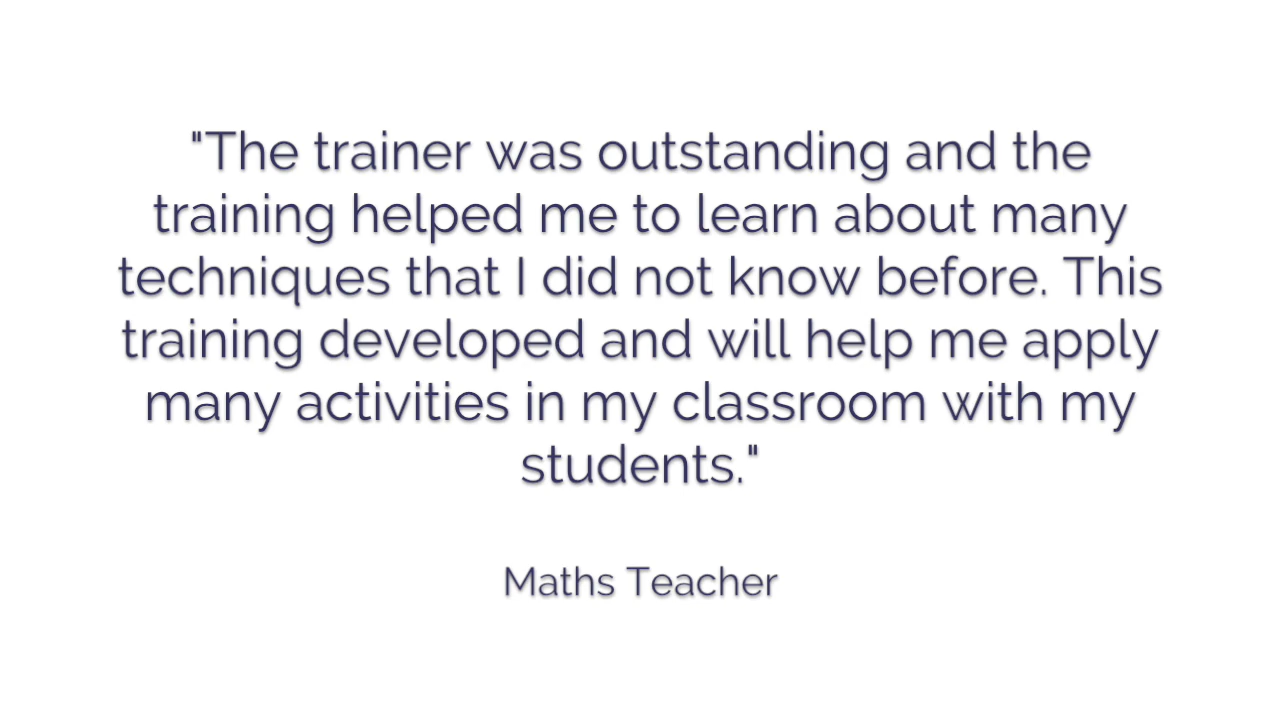 "The trainer was outstanding and the
training helped me to learn about many
techniques that I did not know before. This
training developed and will help me apply
many activities in my classroom with my
students."
Maths Teacher